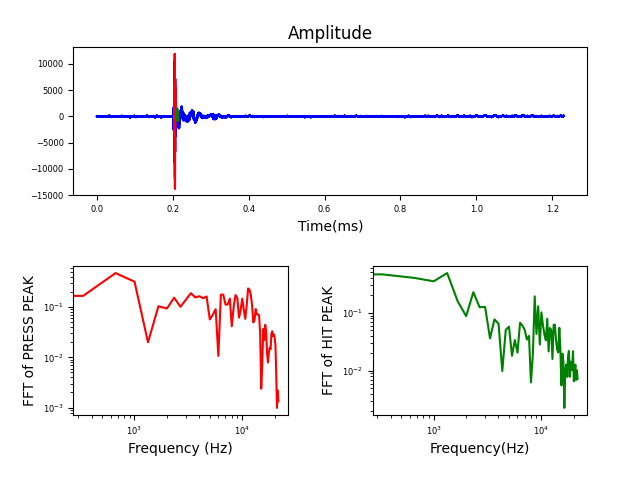 Amplitude
10000
5000
0
−5000
−10000
−15000
0.0 0.2 0.4 0.6 0.8 1.0 1.2
Time(ms)
FFT of PRESS PEAK
10⁻¹
10⁻²
10⁻³
10³ 10⁴
Frequency (Hz)
FFT of HIT PEAK
10⁻¹
10⁻²
10³ 10⁴
Frequency(Hz)